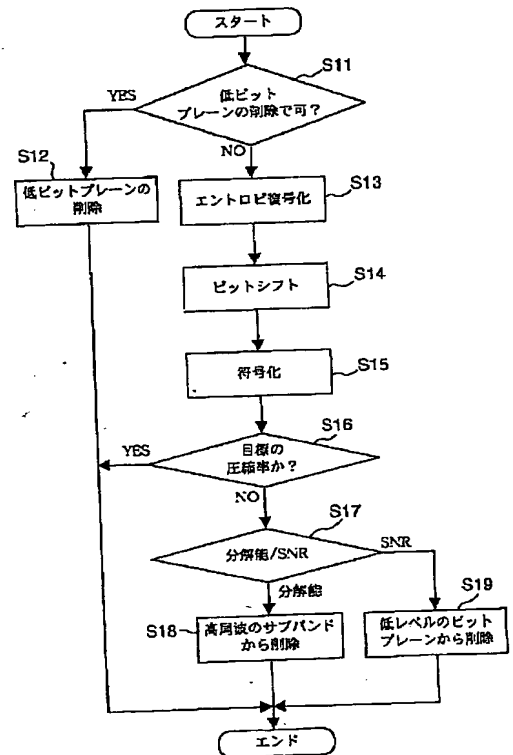 スタート
S11
低ビット
プレーンの削除で可?
YES
NO
S12
低ビットプレーンの
削除
S13
エントロピ復号化
S14
ビットシフト
S15
符号化
S16
目標の
圧縮率か?
YES
NO
S17
分解能/SNR
SNR
分解能
S18
高周波のサブバンド
から削除
S19
低レベルのビット
プレーンから削除
エンド